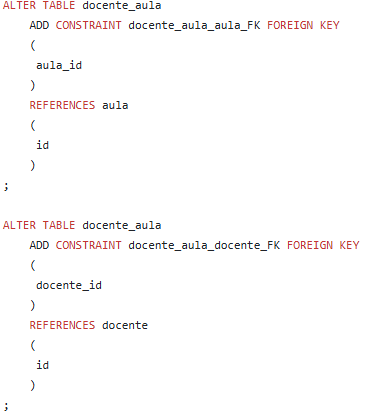 ALTER TABLE docente_aula
    ADD CONSTRAINT docente_aula_aula_FK FOREIGN KEY
    (
     aula_id
    )
    REFERENCES aula
    (
     id
    )
;

ALTER TABLE docente_aula
    ADD CONSTRAINT docente_aula_docente_FK FOREIGN KEY
    (
     docente_id
    )
    REFERENCES docente
    (
     id
    )
;